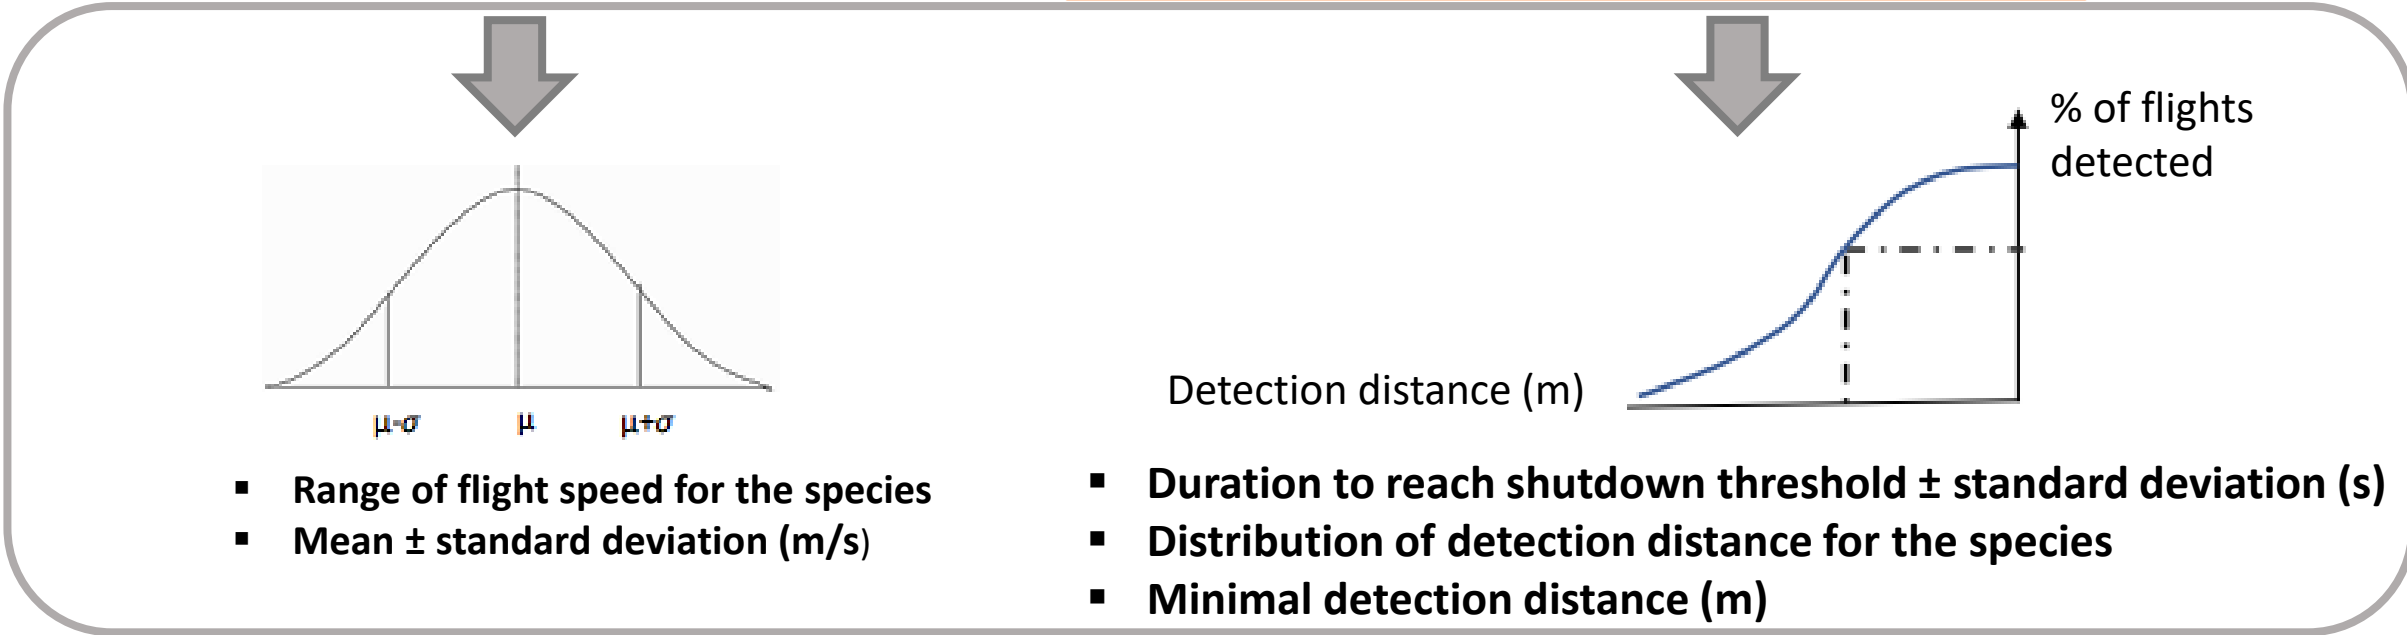 % of flights
detected
Detection distance (m)
μ-σ μ μ+σ
▪ Range of flight speed for the species
▪ Mean ± standard deviation (m/s)
▪ Duration to reach shutdown threshold ± standard deviation (s)
▪ Distribution of detection distance for the species
▪ Minimal detection distance (m)